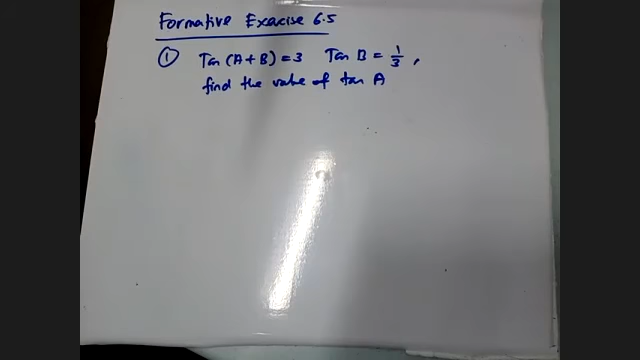 Formative Exercise 6.5
① Tan (A + B) = 3 Tan B = 1/3 ,
find the value of tan A